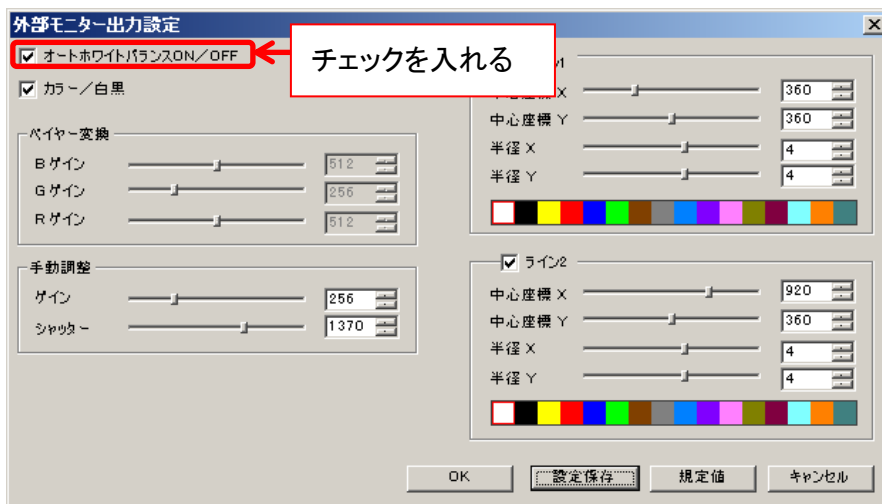 外部モニター出力設定
オートホワイトバランスON／OFF
チェックを入れる
カラー／白黒
ベイヤー変換
Bゲイン 512
Gゲイン 256
Rゲイン 512
手動調整
ゲイン 256
シャッター 1370
中心座標 X 360
中心座標 Y 360
半径 X 4
半径 Y 4
ライン2
中心座標 X 920
中心座標 Y 360
半径 X 4
半径 Y 4
OK
設定保存
規定値
キャンセル